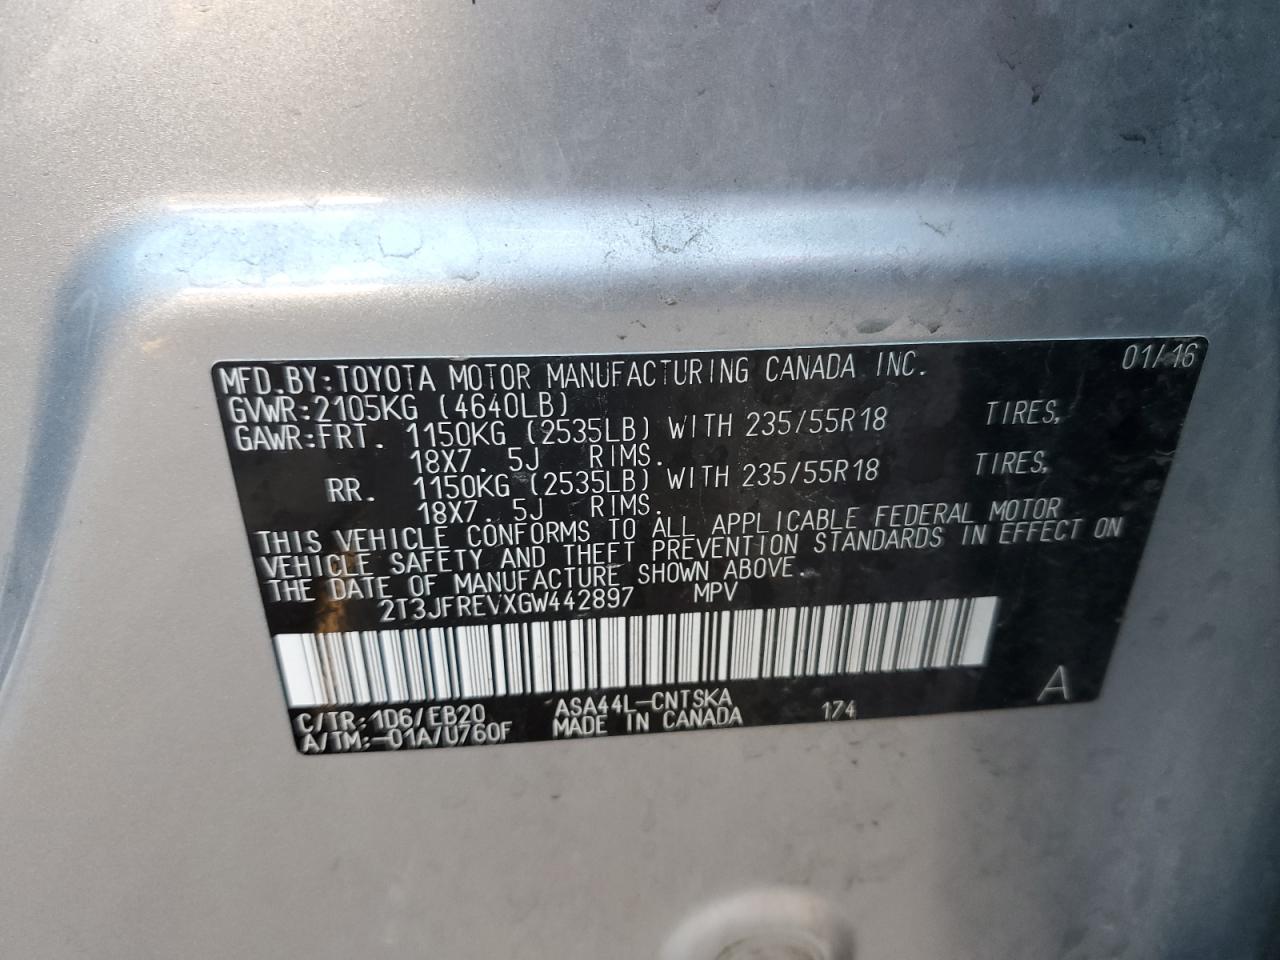 MFD.BY:TOYOTA MOTOR MANUFACTURING CANADA INC. 01/16
GVWR:2105KG (4640LB)
GAWR:FRT. 1150KG (2535LB) WITH 235/55R18 TIRES,
18X7.5J RIMS.
RR. 1150KG (2535LB) WITH 235/55R18 TIRES,
18X7.5J RIMS.
THIS VEHICLE CONFORMS TO ALL APPLICABLE FEDERAL MOTOR
VEHICLE SAFETY AND THEFT PREVENTION STANDARDS IN EFFECT ON
THE DATE OF MANUFACTURE SHOWN ABOVE.
2T3JFREVXGW442897 MPV
C/TR:1D6/EB20 ASA44L-CNTSKA 174 A
A/TM:-01A/U760F MADE IN CANADA